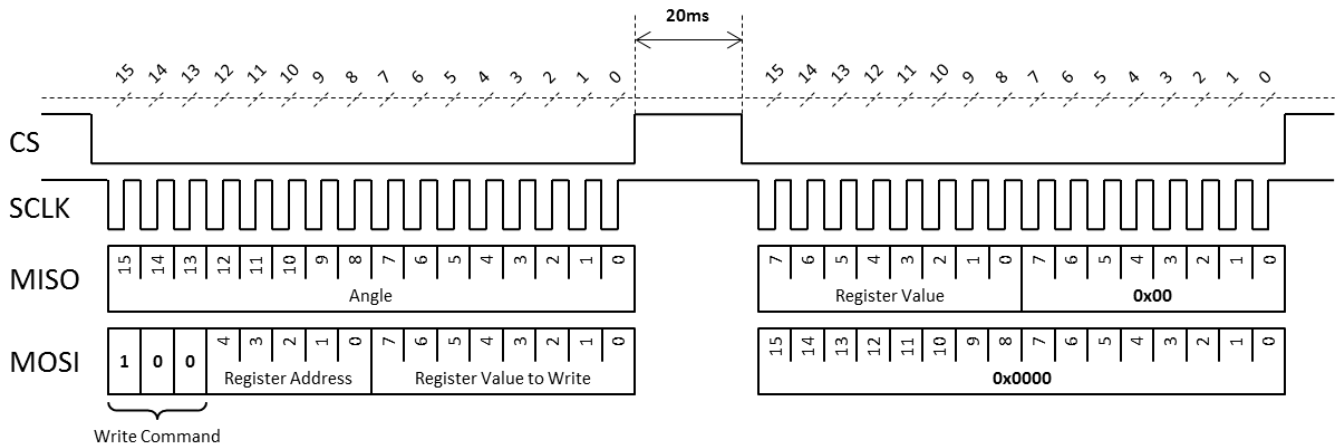 20ms
15 14 13 12 11 10 9 8 7 6 5 4 3 2 1 0 15 14 13 12 11 10 9 8 7 6 5 4 3 2 1 0
CS
SCLK
MISO 15 14 13 12 11 10 9 8 7 6 5 4 3 2 1 0 7 6 5 4 3 2 1 0 7 6 5 4 3 2 1 0
Angle Register Value 0x00
MOSI 1 0 0 4 3 2 1 0 7 6 5 4 3 2 1 0 15 14 13 12 11 10 9 8 7 6 5 4 3 2 1 0
Register Address Register Value to Write 0x0000
Write Command